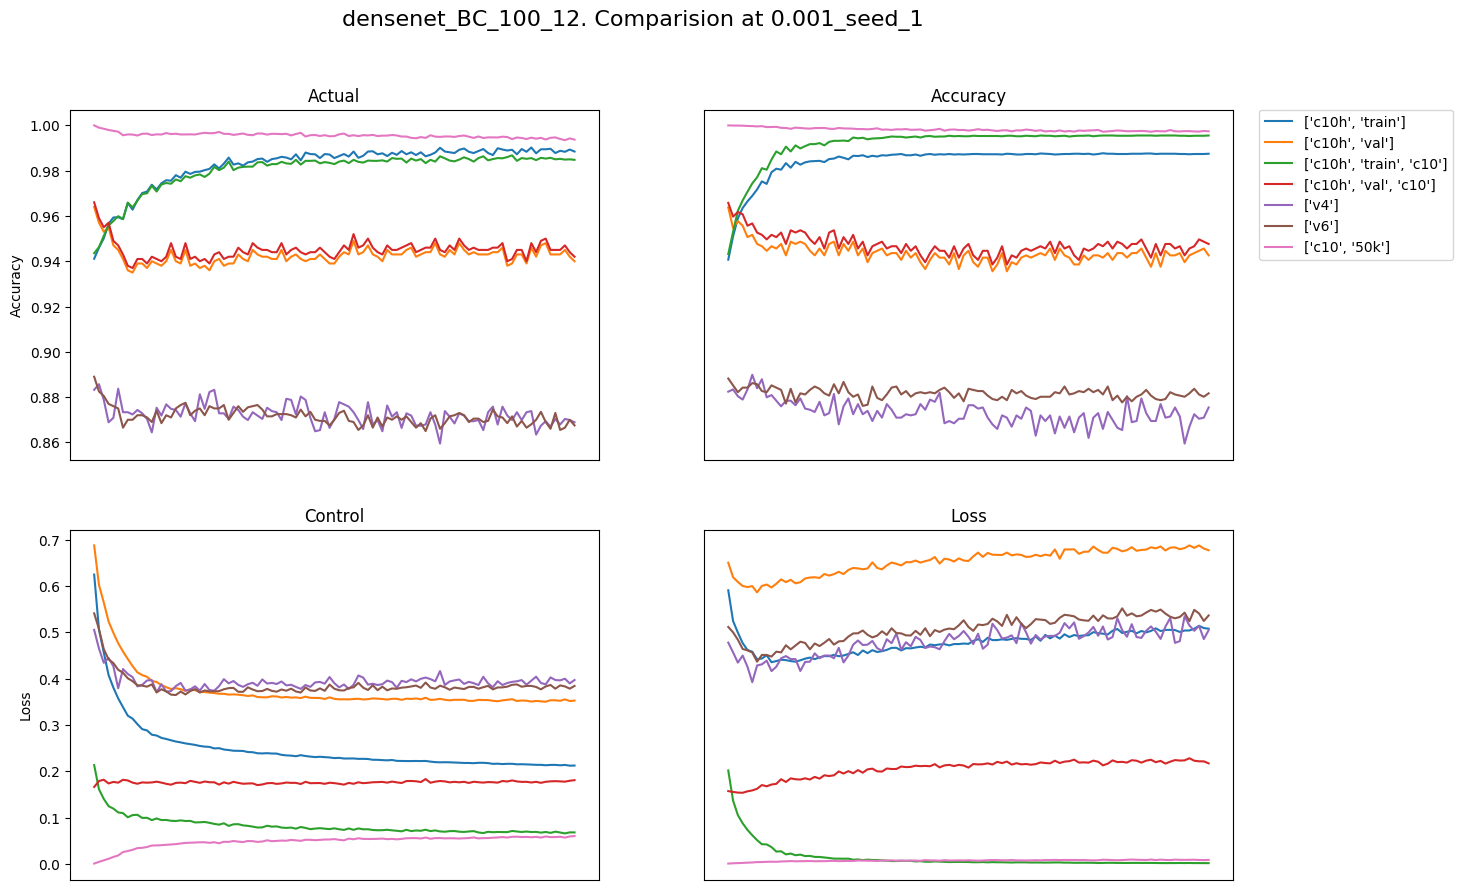 densenet_BC_100_12. Comparision at 0.001_seed_1
Actual
Accuracy
1.00
0.98
0.96
0.94
0.92
0.90
0.88
0.86
Accuracy
['c10h', 'train']
['c10h', 'val']
['c10h', 'train', 'c10']
['c10h', 'val', 'c10']
['v4']
['v6']
['c10', '50k']
Control
Loss
0.7
0.6
0.5
0.4
0.3
0.2
0.1
0.0
Loss